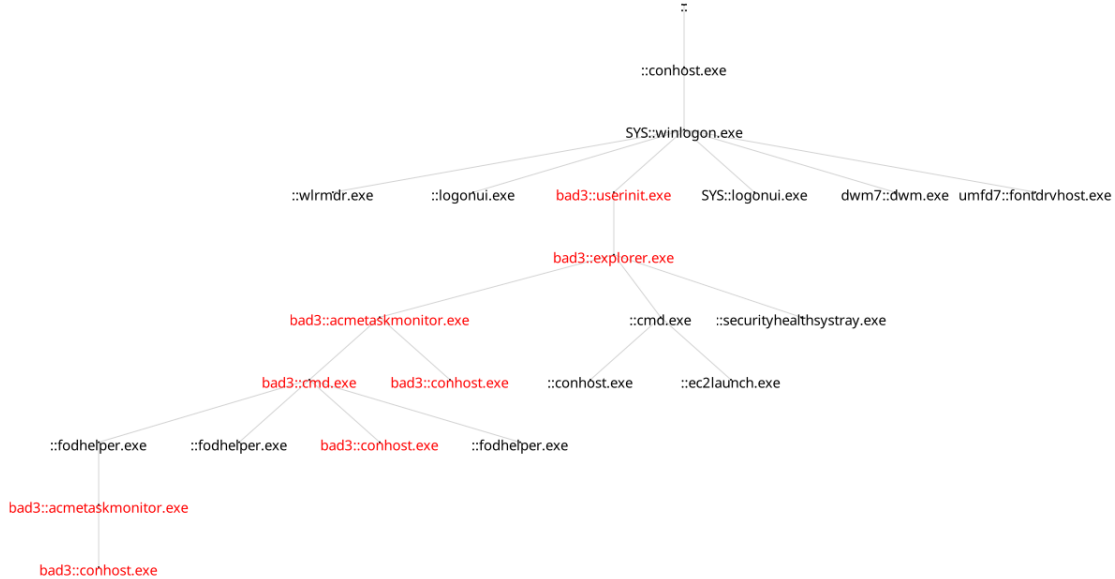 ::
::conhost.exe
SYS::winlogon.exe
::wlrmdr.exe ::logonui.exe bad3::userinit.exe SYS::logonui.exe dwm7::dwm.exe umfd7::fontdrvhost.exe
bad3::explorer.exe
bad3::acmetaskmonitor.exe ::cmd.exe ::securityhealthsystray.exe
bad3::cmd.exe bad3::conhost.exe ::conhost.exe ::ec2launch.exe
::fodhelper.exe ::fodhelper.exe bad3::conhost.exe ::fodhelper.exe
bad3::acmetaskmonitor.exe
bad3::conhost.exe